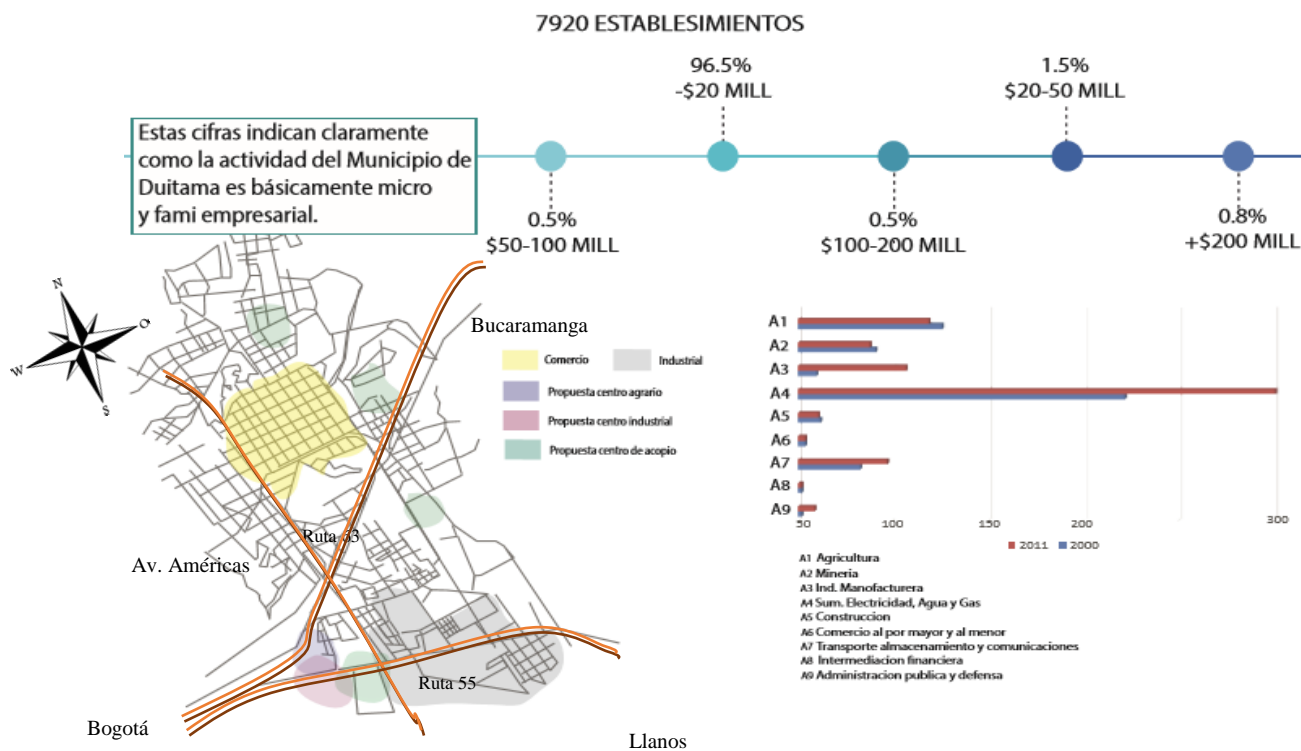 7920 ESTABLESIMIENTOS
96.5%
-$20 MILL
1.5%
$20-50 MILL
Estas cifras indican claramente
como la actividad del Municipio de
Duitama es básicamente micro
y fami empresarial.
0.5%
$50-100 MILL
0.5%
$100-200 MILL
0.8%
+$200 MILL
N
O
W
S
Bucaramanga
Comercio
Industrial
Propuesta centro agrario
Propuesta centro industrial
Propuesta centro de acopio
Ruta 63
Av. Américas
Ruta 55
Bogotá
Llanos
A1
A2
A3
A4
A5
A6
A7
A8
A9
50 100 150 200 300
2011 2000
A1 Agricultura
A2 Mineria
A3 Ind. Manufacturera
A4 Sum. Electricidad, Agua y Gas
A5 Construccion
A6 Comercio al por mayor y al menor
A7 Transporte almacenamiento y comunicaciones
A8 Intermediacion financiera
A9 Administracion publica y defensa